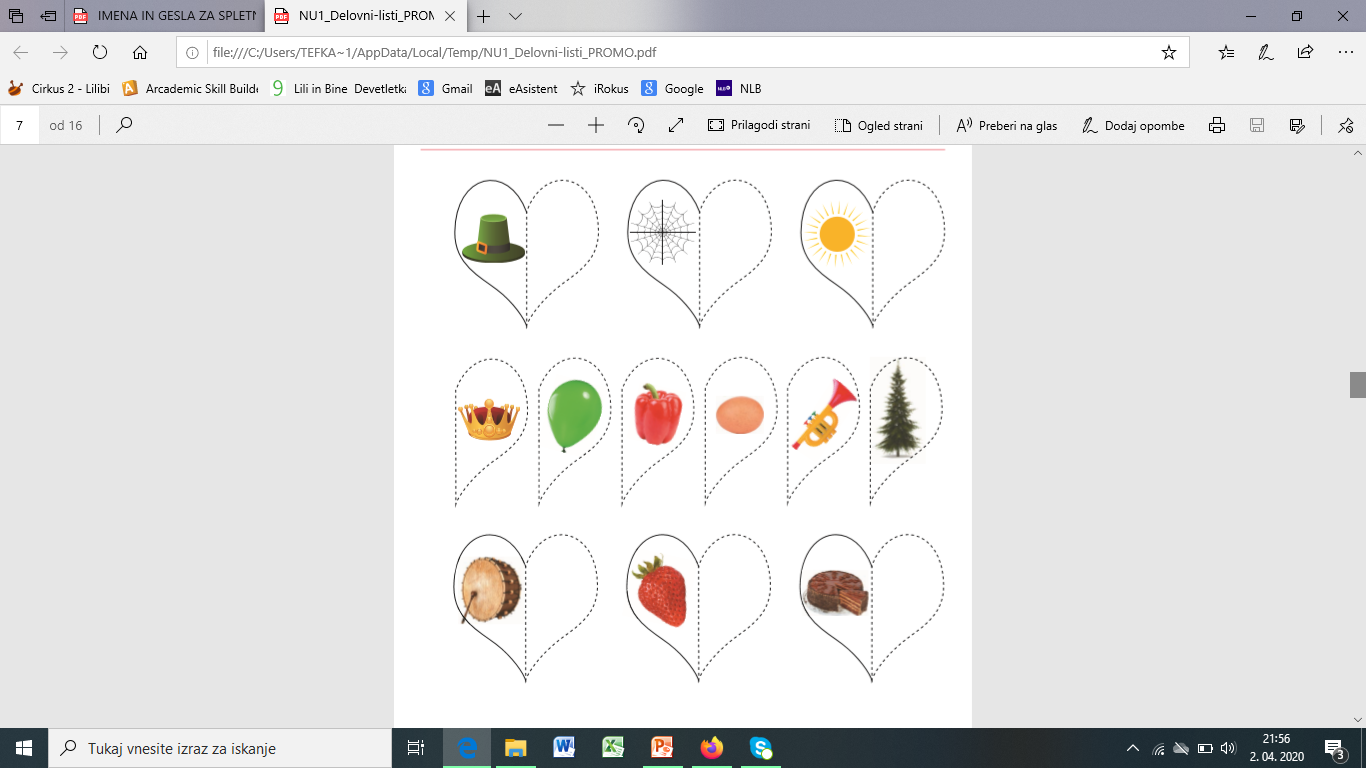 IMENA IN GESLA ZA SPLETN
NU1_Delovni-listi_PROM
file:///C:/Users/TEFKA~1/AppData/Local/Temp/NU1_Delovni-listi_PROMO.pdf
Cirkus 2 - Lilibi
Arcademic Skill Builde
9 Lili in Bine Devetletka
Gmail
eA eAsistent
iRokus
Google
NLB
7 od 16
Prilagodi strani
Ogled strani
Preberi na glas
Dodaj opombe
Tukaj vnesite izraz za iskanje
21:56
2. 04. 2020
3